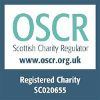 OSCR
Scottish Charity Regulator
www.oscr.org.uk
Registered Charity
SC020655